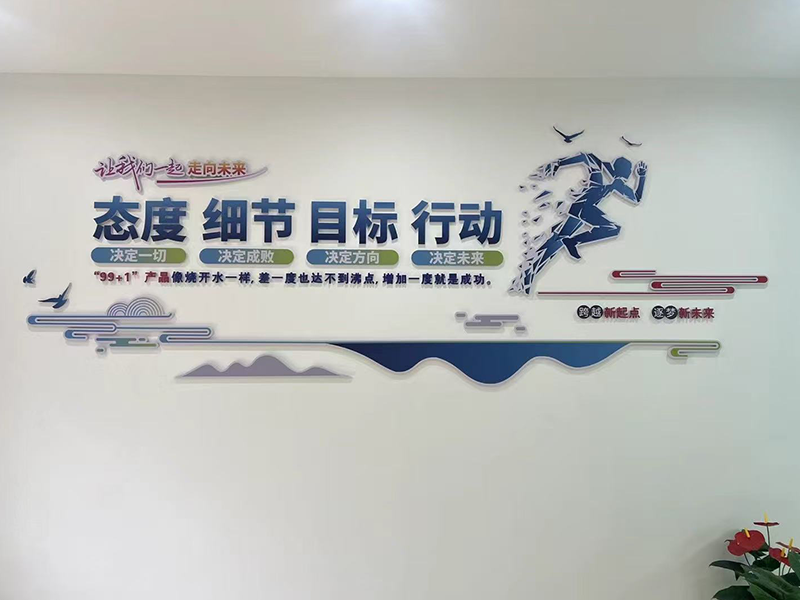 让我们一起 走向未来
态度 细节 目标 行动
决定一切 决定成败 决定方向 决定未来
“99+1”产品像烧开水一样,差一度也达不到沸点,增加一度就是成功。
跨越新起点 逐梦新未来